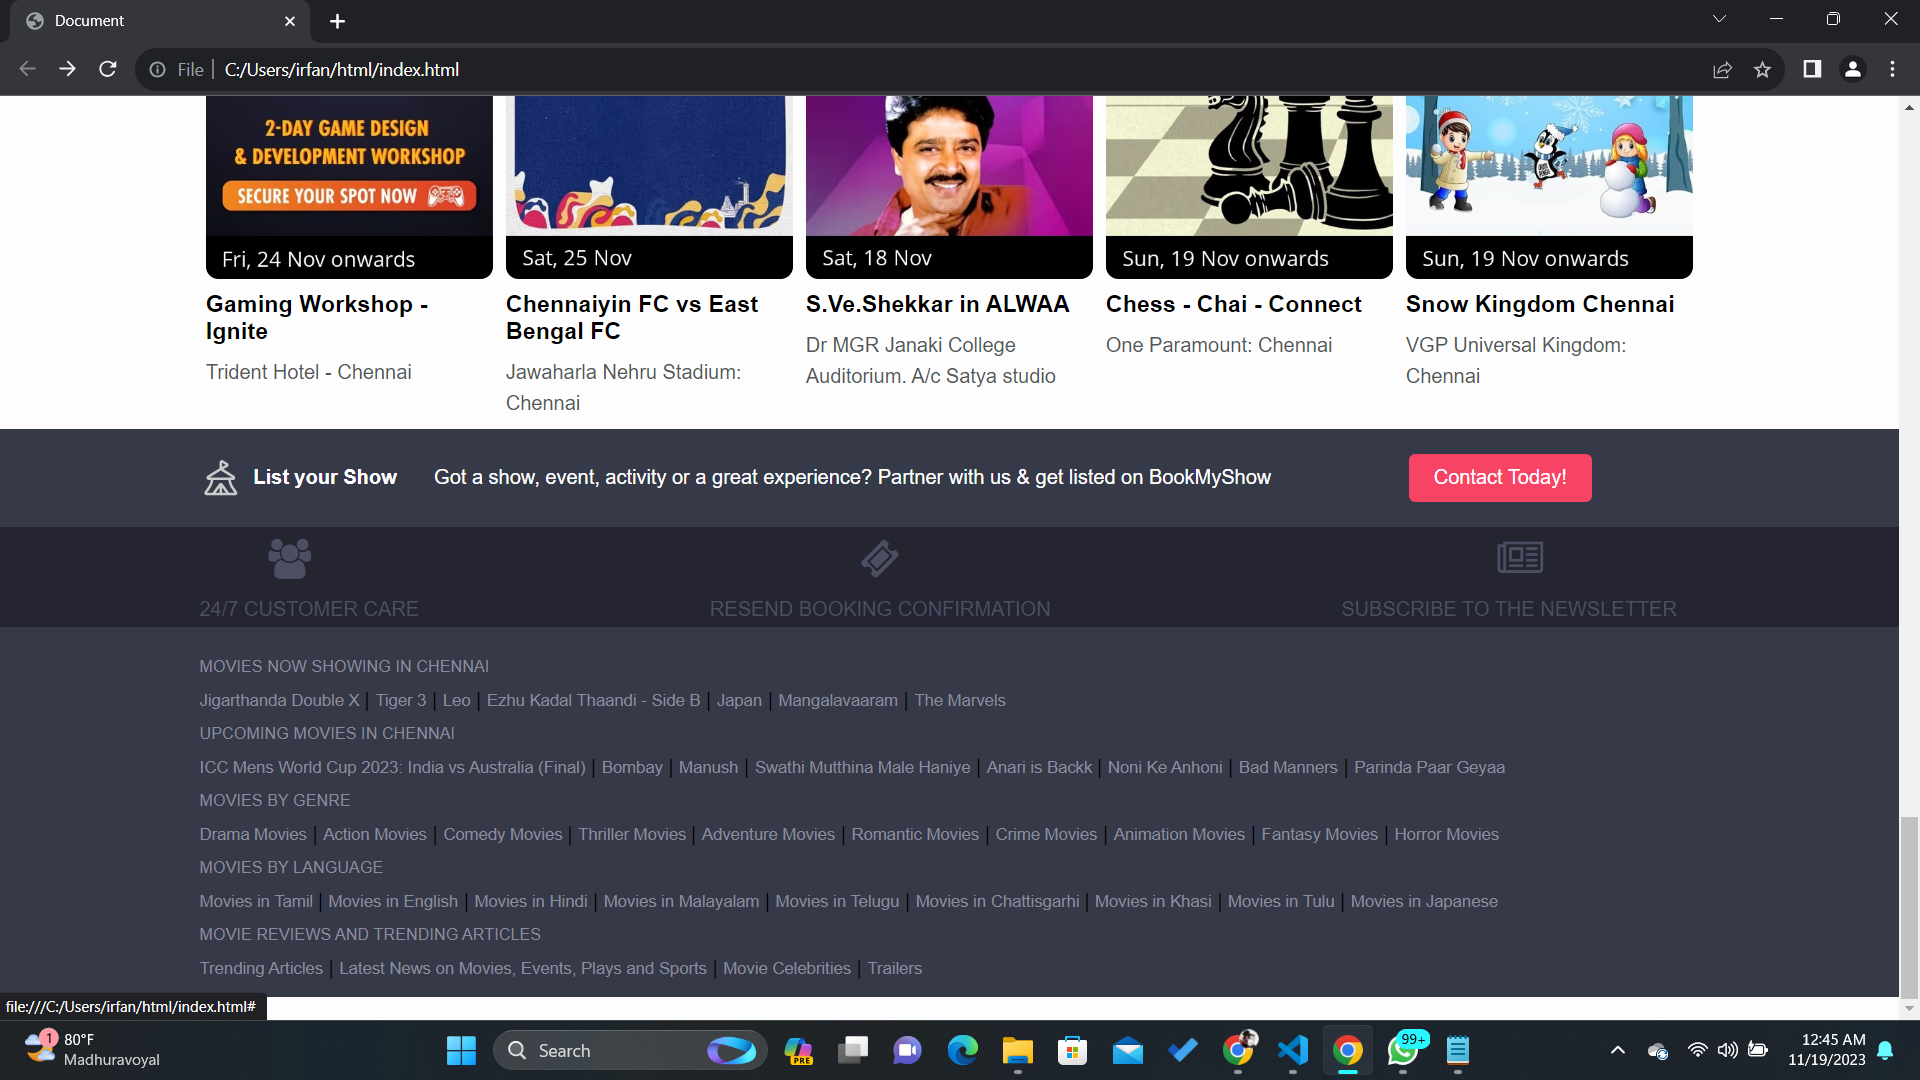 Document
File
C:/Users/irfan/html/index.html
2-DAY GAME DESIGN
& DEVELOPMENT WORKSHOP
SECURE YOUR SPOT NOW
Fri, 24 Nov onwards
Sat, 25 Nov
Sat, 18 Nov
Sun, 19 Nov onwards
Sun, 19 Nov onwards
Gaming Workshop -
Ignite
Trident Hotel - Chennai
Chennaiyin FC vs East
Bengal FC
Jawaharla Nehru Stadium:
Chennai
S.Ve.Shekkar in ALWAA
Dr MGR Janaki College
Auditorium. A/c Satya studio
Chess - Chai - Connect
One Paramount: Chennai
Snow Kingdom Chennai
VGP Universal Kingdom:
Chennai
List your Show Got a show, event, activity or a great experience? Partner with us & get listed on BookMyShow Contact Today!
24/7 CUSTOMER CARE
RESEND BOOKING CONFIRMATION
SUBSCRIBE TO THE NEWSLETTER
MOVIES NOW SHOWING IN CHENNAI
Jigarthanda Double X | Tiger 3 | Leo | Ezhu Kadal Thaandi - Side B | Japan | Mangalavaaram | The Marvels
UPCOMING MOVIES IN CHENNAI
ICC Mens World Cup 2023: India vs Australia (Final) | Bombay | Manush | Swathi Mutthina Male Haniye | Anari is Backk | Noni Ke Anhoni | Bad Manners | Parinda Paar Geyaa
MOVIES BY GENRE
Drama Movies | Action Movies | Comedy Movies | Thriller Movies | Adventure Movies | Romantic Movies | Crime Movies | Animation Movies | Fantasy Movies | Horror Movies
MOVIES BY LANGUAGE
Movies in Tamil | Movies in English | Movies in Hindi | Movies in Malayalam | Movies in Telugu | Movies in Chattisgarhi | Movies in Khasi | Movies in Tulu | Movies in Japanese
MOVIE REVIEWS AND TRENDING ARTICLES
Trending Articles | Latest News on Movies, Events, Plays and Sports | Movie Celebrities | Trailers
file:///C:/Users/irfan/html/index.html#
1
80°F
Madhuravoyal
Search
PRE
99+
12:45 AM
11/19/2023